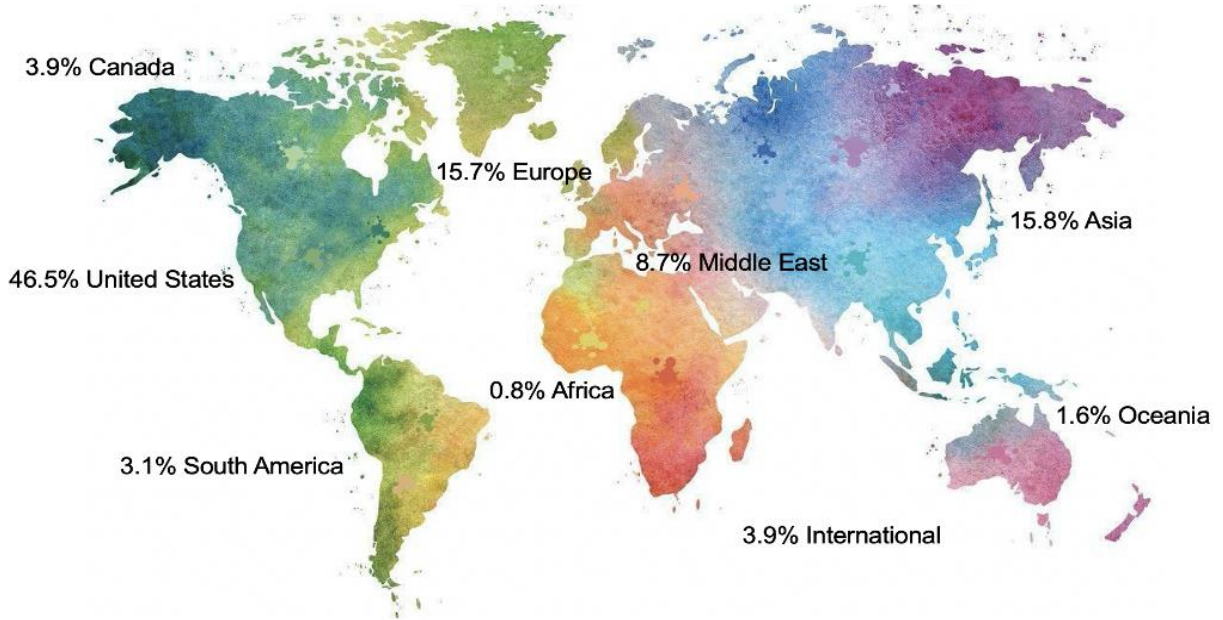 3.9% Canada
15.7% Europe
15.8% Asia
46.5% United States
8.7% Middle East
0.8% Africa
1.6% Oceania
3.1% South America
3.9% International